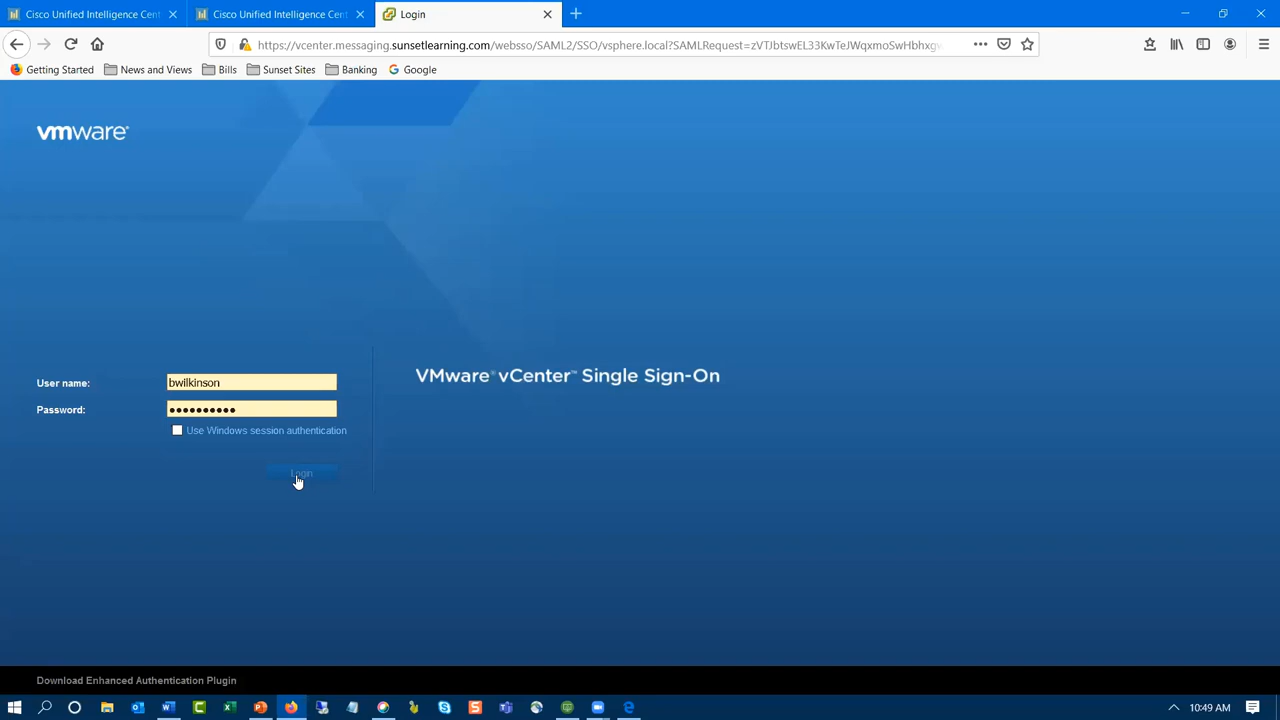 Cisco Unified Intelligence Cent
Cisco Unified Intelligence Cent
Login
https://vcenter.messaging.sunsetlearning.com/websso/SAML2/SSO/vsphere.local?SAMLRequest=
Getting Started
News and Views
Bills
Sunset Sites
Banking
Google
vmware®
User name:
bwilkinson
VMware® vCenter™ Single Sign-On
Password:
●●●●●●●●●●
Use Windows session authentication
Login
Download Enhanced Authentication Plugin
10:49 AM